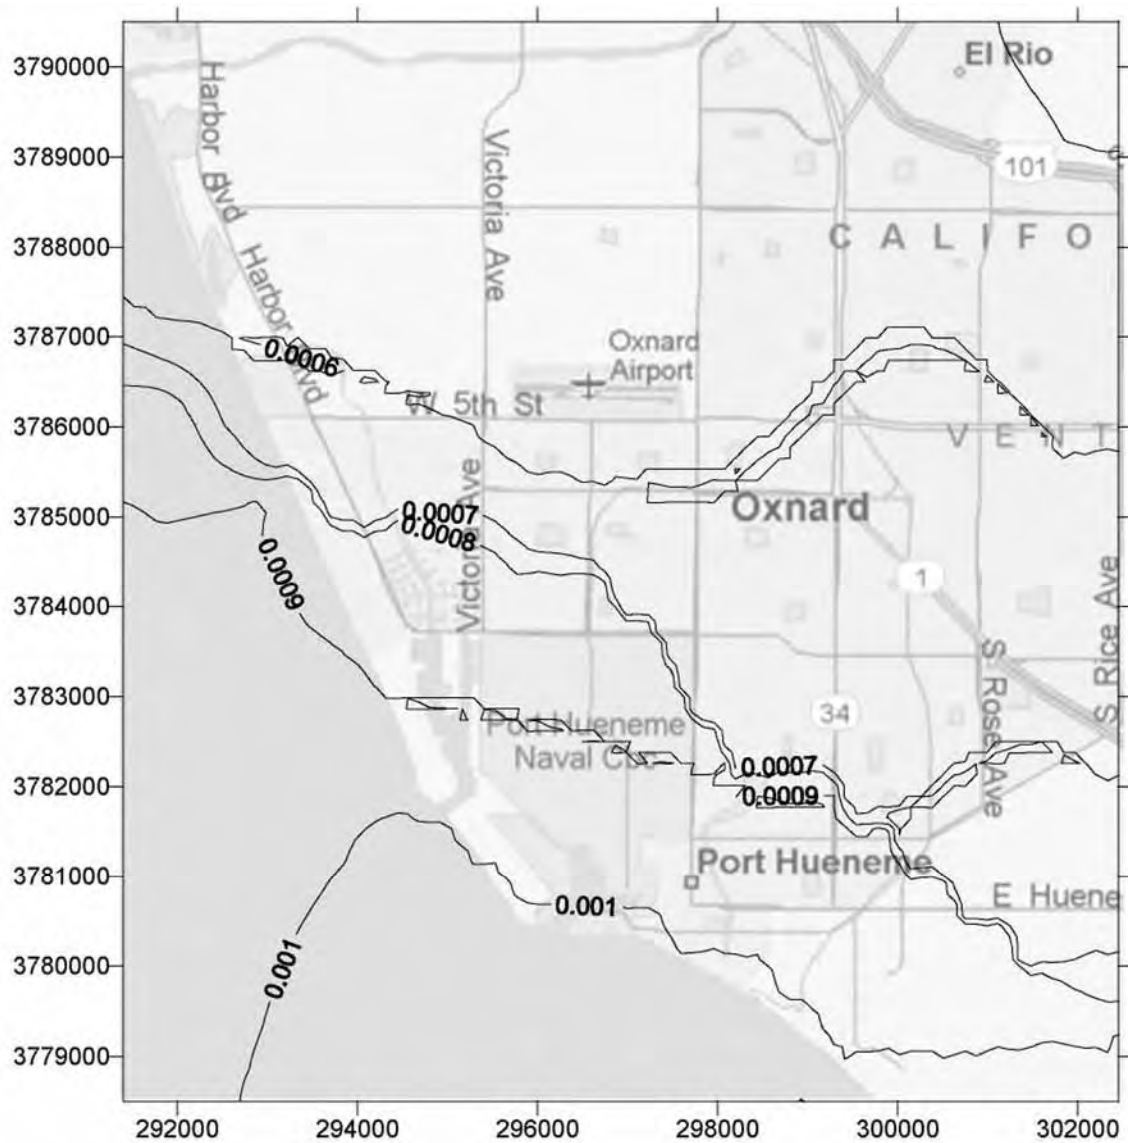 3790000
El Rio
Harbor Blvd
Victoria Ave
3789000
101
3788000
C A L I F O
Harbor Blvd
3787000
0.0006
Oxnard
Airport
W 5th St
3786000
V E N T
Victoria Ave
3785000
0.0007
0.0008
Oxnard
0.0009
1
3784000
S Rice Ave
S Rose Ave
3783000
34
Port Hueneme
Naval Cbc
3782000
0.0007
0.0009
3781000
Port Hueneme
E Huene
0.001
3780000
0.001
3779000
292000 294000 296000 298000 300000 302000